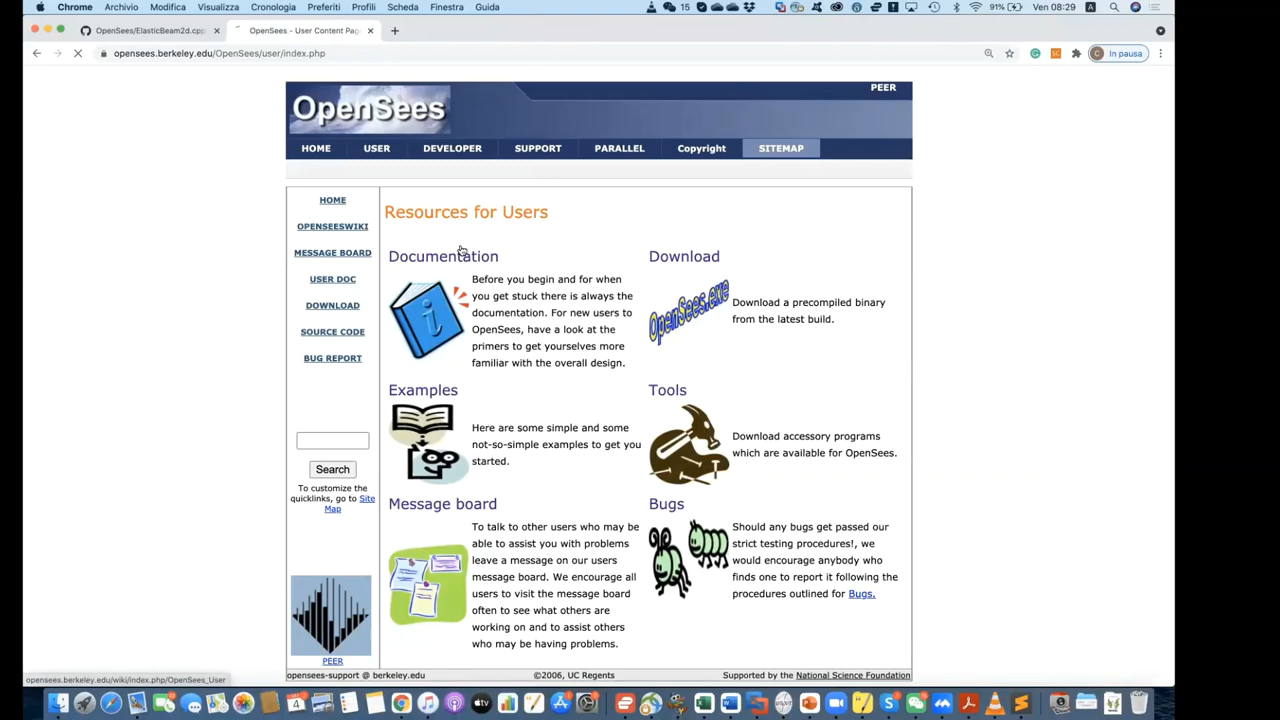 Chrome Archivio Modifica Visualizza Cronologia Preferiti Profili Scheda Finestra Guida 15 91% Ven 08:29 A
OpenSees/ElasticBeam2d.cpp OpenSees - User Content Pag
opensees.berkeley.edu/OpenSees/user/index.php C In pausa
OpenSees
PEER
HOME USER DEVELOPER SUPPORT PARALLEL Copyright SITEMAP
HOME
OPENSEESWIKI
MESSAGE BOARD
USER DOC
DOWNLOAD
SOURCE CODE
BUG REPORT
Search
To customize the
quicklinks, go to Site
Map
PEER
Resources for Users
Documentation
Before you begin and for when
you get stuck there is always the
documentation. For new users to
OpenSees, have a look at the
primers to get yourselves more
familiar with the overall design.
Download
OpenSees.exe
Download a precompiled binary
from the latest build.
Examples
Here are some simple and some
not-so-simple examples to get you
started.
Tools
Download accessory programs
which are available for OpenSees.
Message board
To talk to other users who may be
able to assist you with problems
leave a message on our users
message board. We encourage all
users to visit the message board
often to see what others are
working on and to assist others
who may be having problems.
Bugs
Should any bugs get passed our
strict testing procedures!, we
would encourage anybody who
finds one to report it following the
procedures outlined for Bugs.
opensees-support @ berkeley.edu ©2006, UC Regents Supported by the National Science Foundation
opensees.berkeley.edu/wiki/index.php/OpenSees_User